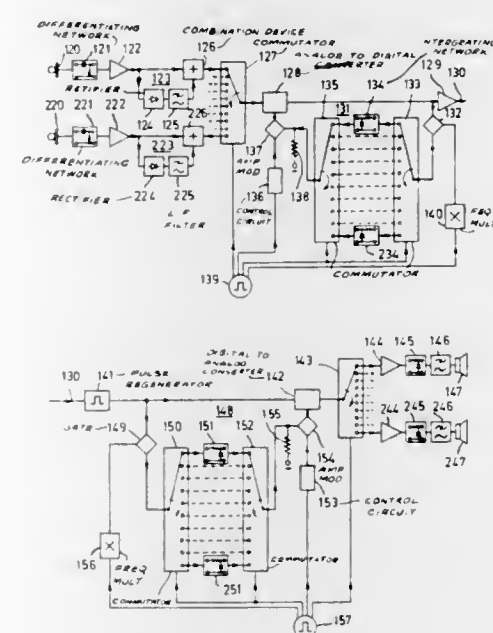 DIFFERENTIATING
NETWORK
120 121 122
COMBINATION DEVICE
126 COMMUTATOR
127 ANALOG TO DIGITAL
128 CONVERTER
INTERGRATING
NETWORK
129 130
123
RECTIFIER 124 125 226
135 131 134 133 132
220 221 222
223
137
AMP
MOD
138
DIFFERENTIATING
NETWORK
136
CONTROL
CIRCUIT
140 FEQ
MULT
RECTIFIER 224 225
L F
FILTER
234
139
COMMUTATOR
DIGITAL TO
ANALOG
CONVERTER 142
143 144 145 146
147
130 141 PULSE
REGENERATOR
GATE 149 150 151 148 152 155
154
244 245 246
247
AMP
MOD
153
CONTROL
CIRCUIT
156 FREQ
MULT
251
COMMUTATOR
COMMUTATOR
157